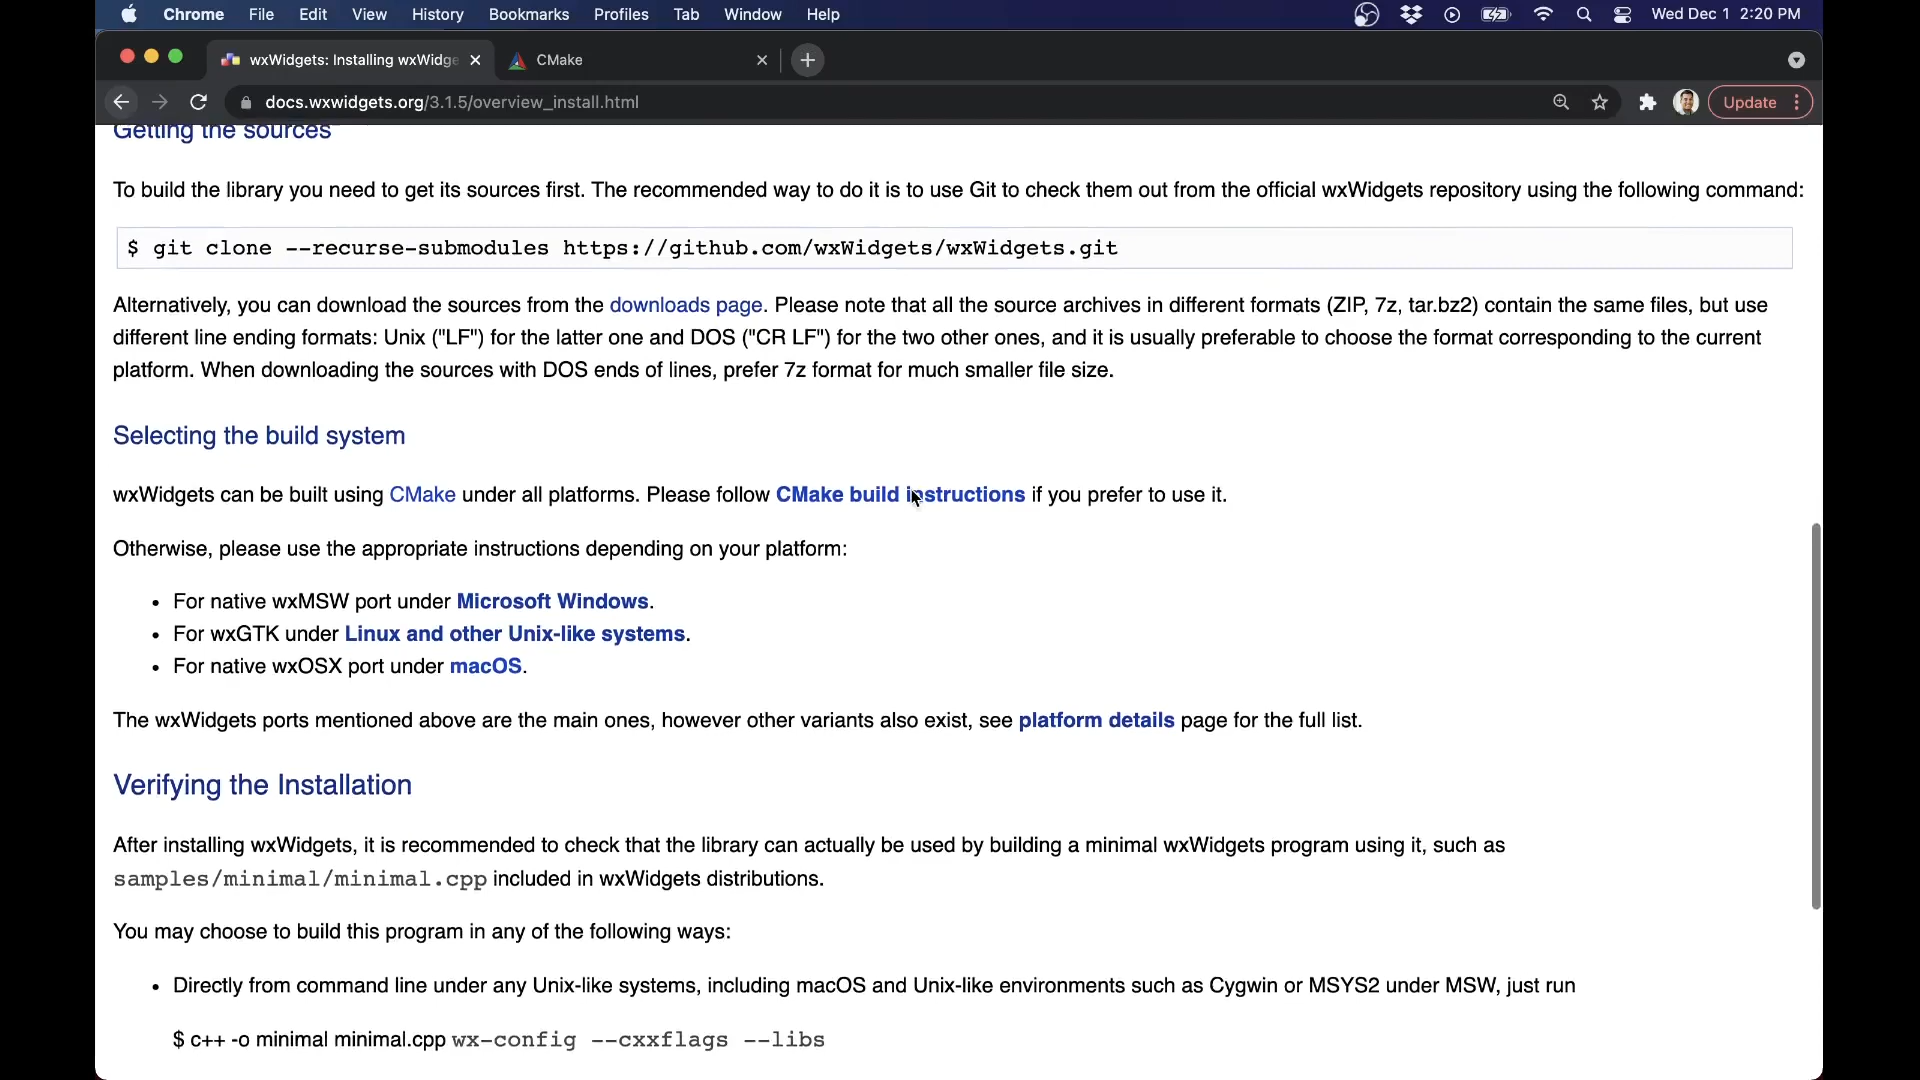 Chrome File Edit View History Bookmarks Profiles Tab Window Help Wed Dec 1 2:20 PM
wxWidgets: Installing wxWidge CMake
docs.wxwidgets.org/3.1.5/overview_install.html Update
Getting the sources
To build the library you need to get its sources first. The recommended way to do it is to use Git to check them out from the official wxWidgets repository using the following command:
$ git clone --recurse-submodules https://github.com/wxWidgets/wxWidgets.git
Alternatively, you can download the sources from the downloads page. Please note that all the source archives in different formats (ZIP, 7z, tar.bz2) contain the same files, but use
different line ending formats: Unix ("LF") for the latter one and DOS ("CR LF") for the two other ones, and it is usually preferable to choose the format corresponding to the current
platform. When downloading the sources with DOS ends of lines, prefer 7z format for much smaller file size.
Selecting the build system
wxWidgets can be built using CMake under all platforms. Please follow CMake build instructions if you prefer to use it.
Otherwise, please use the appropriate instructions depending on your platform:
• For native wxMSW port under Microsoft Windows.
• For wxGTK under Linux and other Unix-like systems.
• For native wxOSX port under macOS.
The wxWidgets ports mentioned above are the main ones, however other variants also exist, see platform details page for the full list.
Verifying the Installation
After installing wxWidgets, it is recommended to check that the library can actually be used by building a minimal wxWidgets program using it, such as
samples/minimal/minimal.cpp included in wxWidgets distributions.
You may choose to build this program in any of the following ways:
• Directly from command line under any Unix-like systems, including macOS and Unix-like environments such as Cygwin or MSYS2 under MSW, just run
$ c++ -o minimal minimal.cpp wx-config --cxxflags --libs